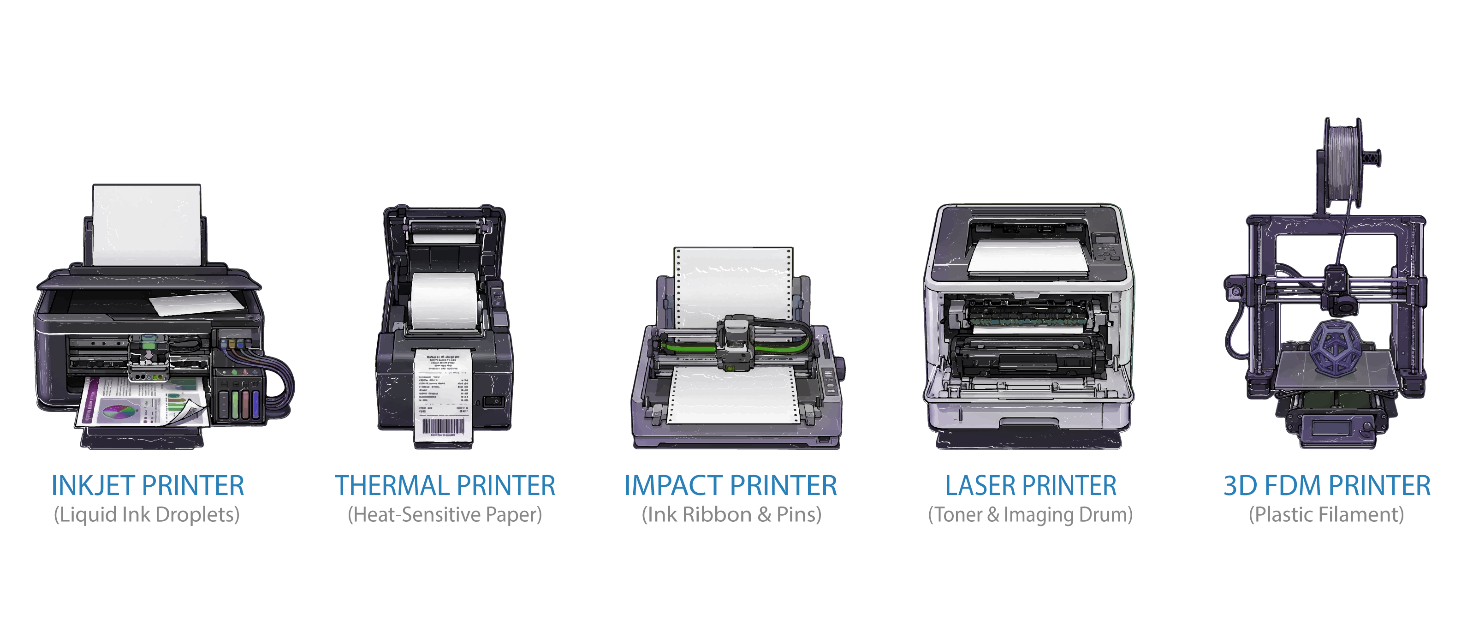 INKJET PRINTER
(Liquid Ink Droplets)
THERMAL PRINTER
(Heat-Sensitive Paper)
IMPACT PRINTER
(Ink Ribbon & Pins)
LASER PRINTER
(Toner & Imaging Drum)
3D FDM PRINTER
(Plastic Filament)